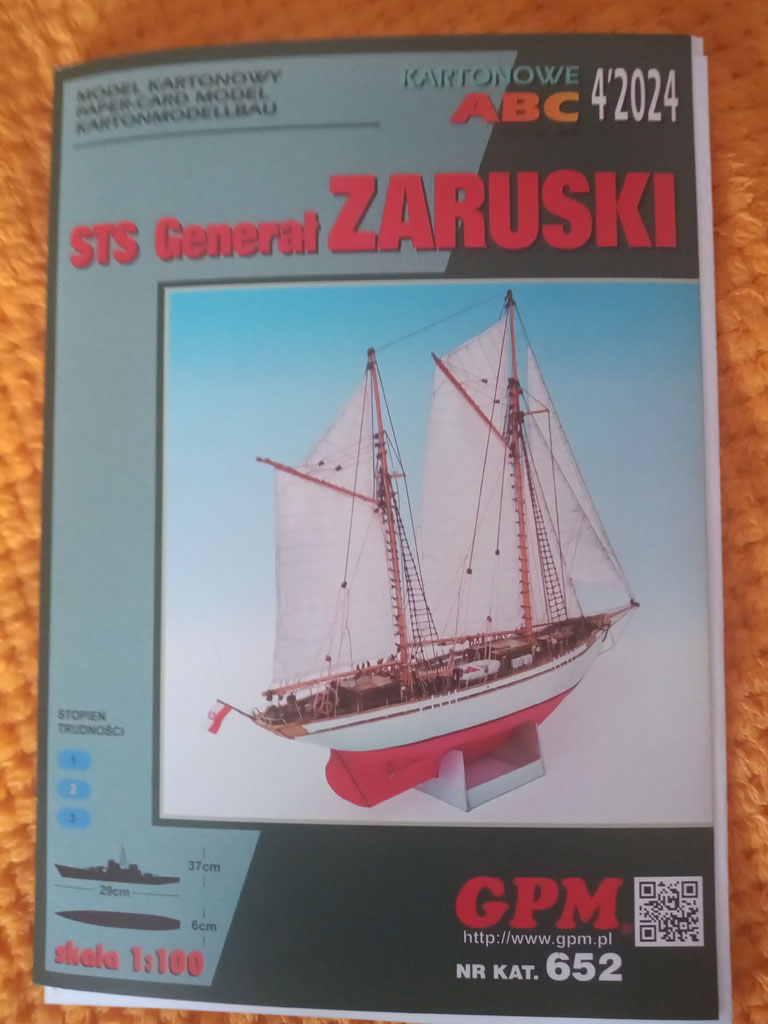 MODEL KARTONOWY
PAPER-CARD MODEL
KARTONMODELLBAU
KARTONOWE
ABC 4'2024
STS Generał ZARUSKI
STOPIEŃ
TRUDNOŚCI
1
2
3
37cm
29cm
6cm
skala 1:100
GPM®
http://www.gpm.pl
NR KAT. 652